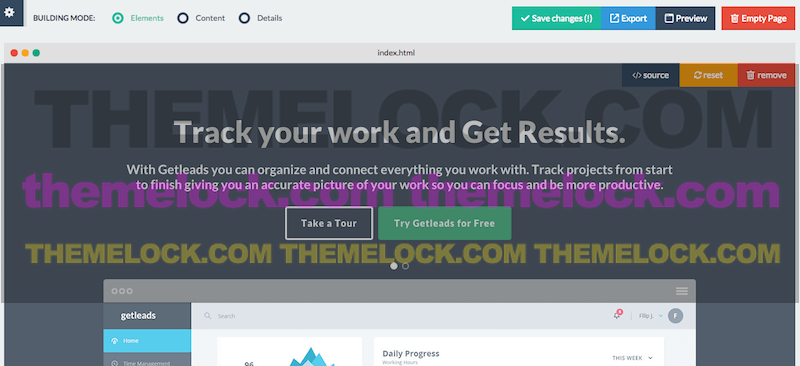 BUILDING MODE: Elements Content Details Save changes (!) Export Preview Empty Page
index.html
source reset remove
THEMELOCK.COM
Track your work and Get Results.
With Getleads you can organize and connect everything you work with. Track projects from start
to finish giving you an accurate picture of your work so you can focus and be more productive.
themelock.com themelock.com
Take a Tour Try Getleads for Free
THEMELOCK.COM THEMELOCK.COM THEMELOCK.COM
getleads Search 8 Filip J. F
Home
Daily Progress THIS WEEK
Working Hours
96
Time Management